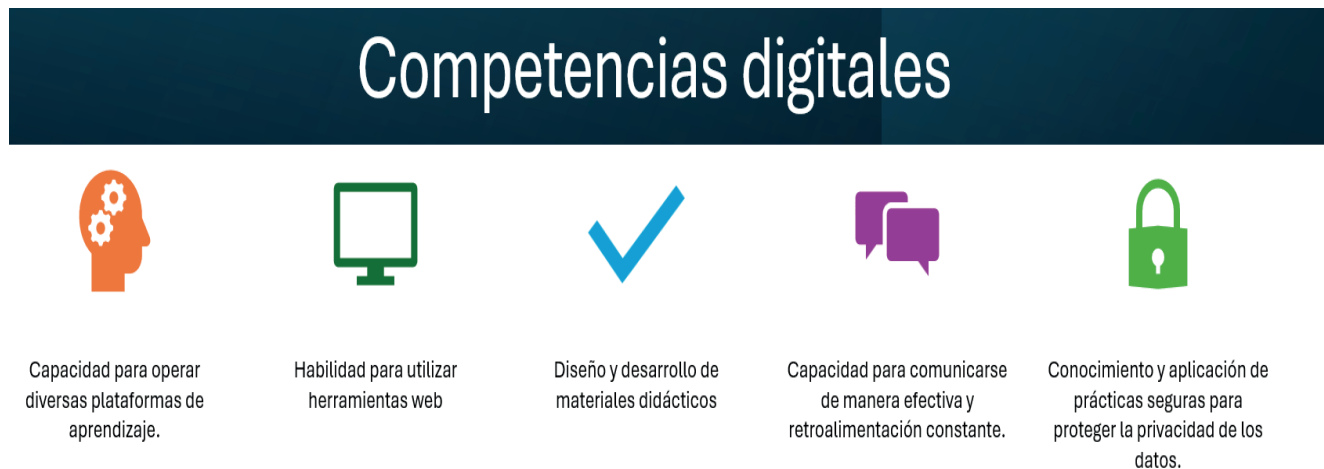 Competencias digitales
Capacidad para operar
diversas plataformas de
aprendizaje.
Habilidad para utilizar
herramientas web
Diseño y desarrollo de
materiales didácticos
Capacidad para comunicarse
de manera efectiva y
retroalimentación constante.
Conocimiento y aplicación de
prácticas seguras para
proteger la privacidad de los
datos.